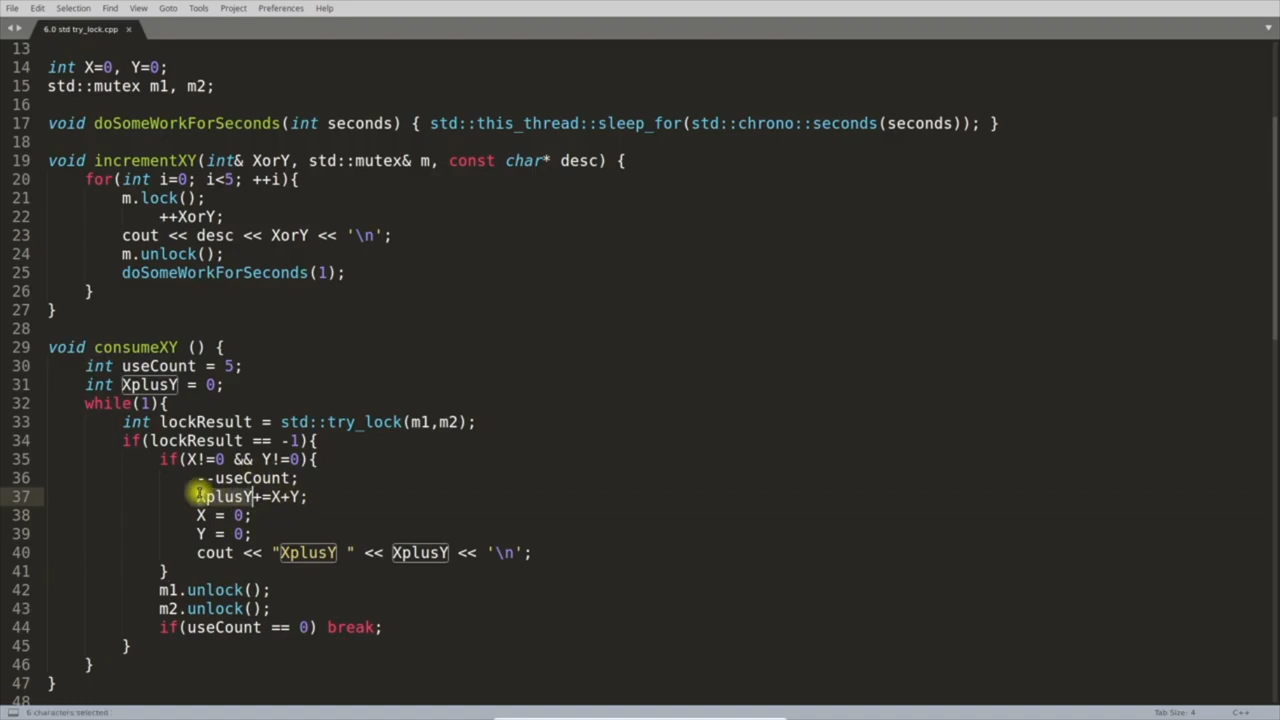 File Edit Selection Find View Goto Tools Project Preferences Help
6.0 std try_lock.cpp ×
13
14 int X=0, Y=0;
15 std::mutex m1, m2;
16
17 void doSomeWorkForSeconds(int seconds) { std::this_thread::sleep_for(std::chrono::seconds(seconds)); }
18
19 void incrementXY(int& XorY, std::mutex& m, const char* desc) {
20 for(int i=0; i<5; ++i){
21 m.lock();
22 ++XorY;
23 cout << desc << XorY << '\n';
24 m.unlock();
25 doSomeWorkForSeconds(1);
26 }
27 }
28
29 void consumeXY () {
30 int useCount = 5;
31 int XplusY = 0;
32 while(1){
33 int lockResult = std::try_lock(m1,m2);
34 if(lockResult == -1){
35 if(X!=0 && Y!=0){
36 --useCount;
37 XplusY+=X+Y;
38 X = 0;
39 Y = 0;
40 cout << "XplusY " << XplusY << '\n';
41 }
42 m1.unlock();
43 m2.unlock();
44 if(useCount == 0) break;
45 }
46 }
47 }
48
6 characters selected Tab Size: 4 C++